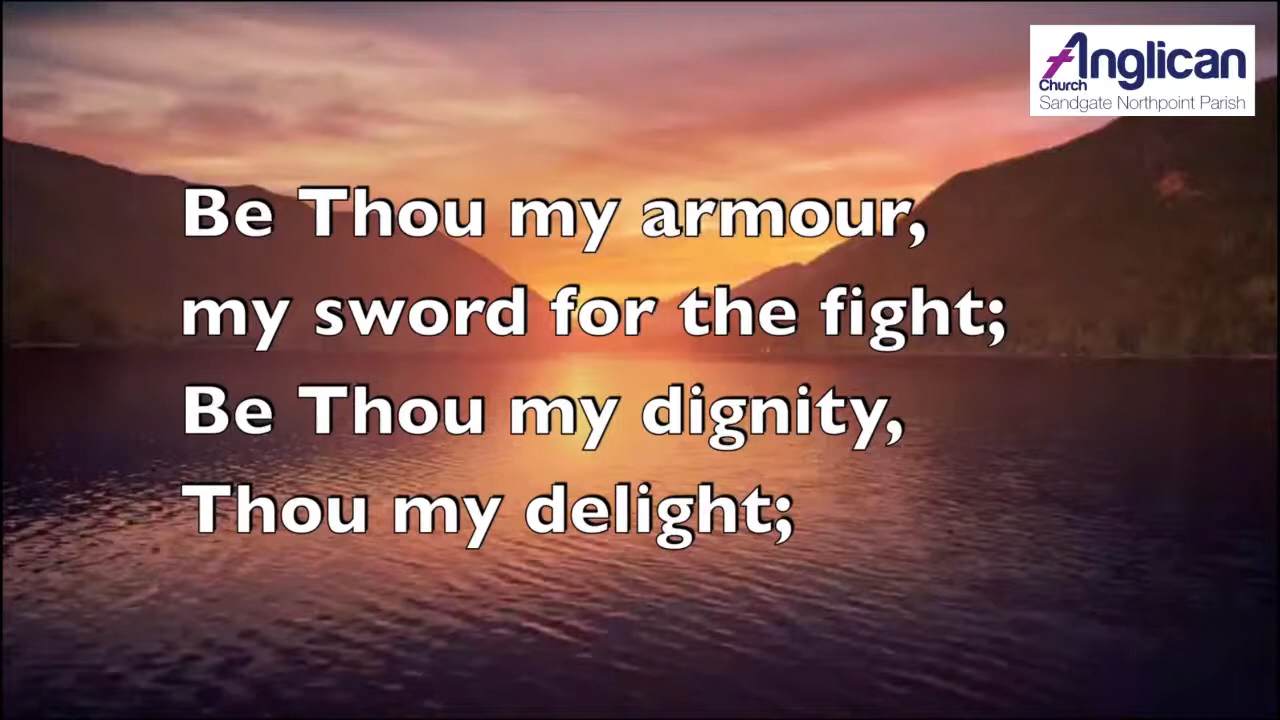 Anglican
Church
Sandgate Northpoint Parish
Be Thou my armour,
my sword for the fight;
Be Thou my dignity,
Thou my delight;